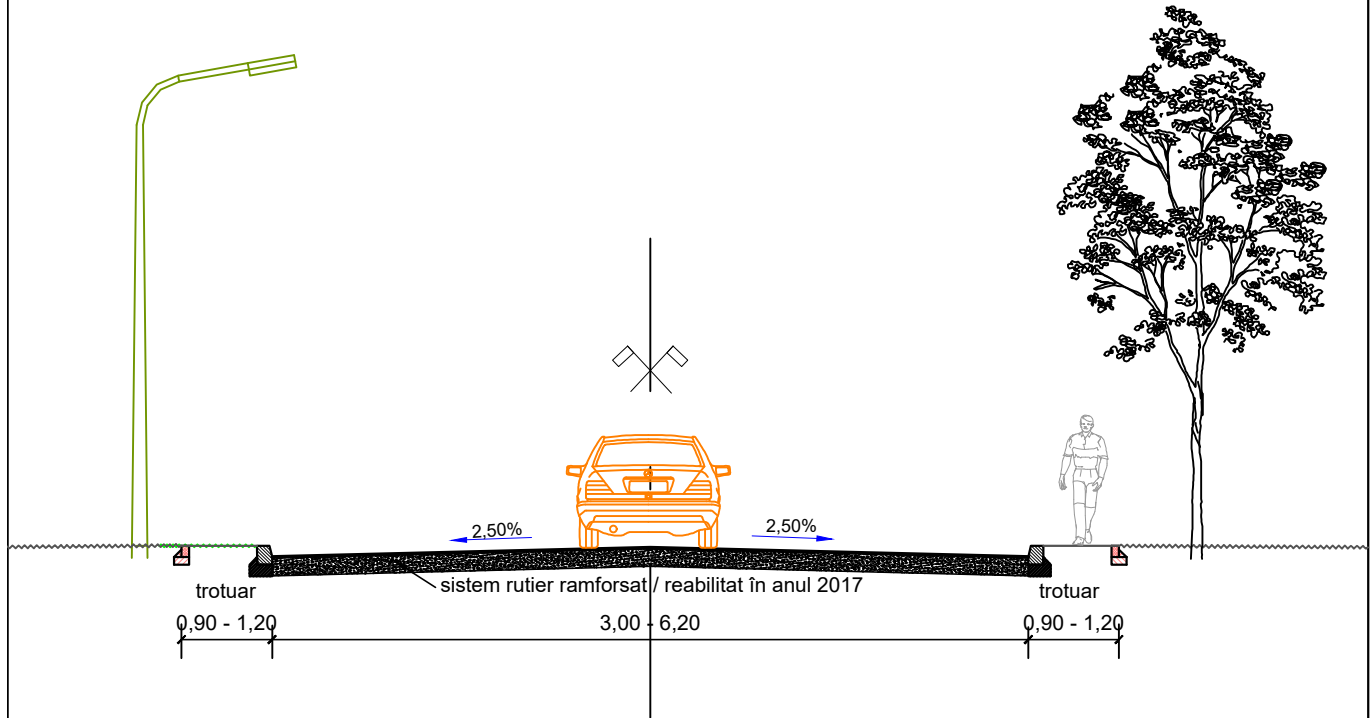 2,50%
2,50%
sistem rutier ramforsat / reabilitat în anul 2017
trotuar
trotuar
0,90 - 1,20
3,00 - 6,20
0,90 - 1,20